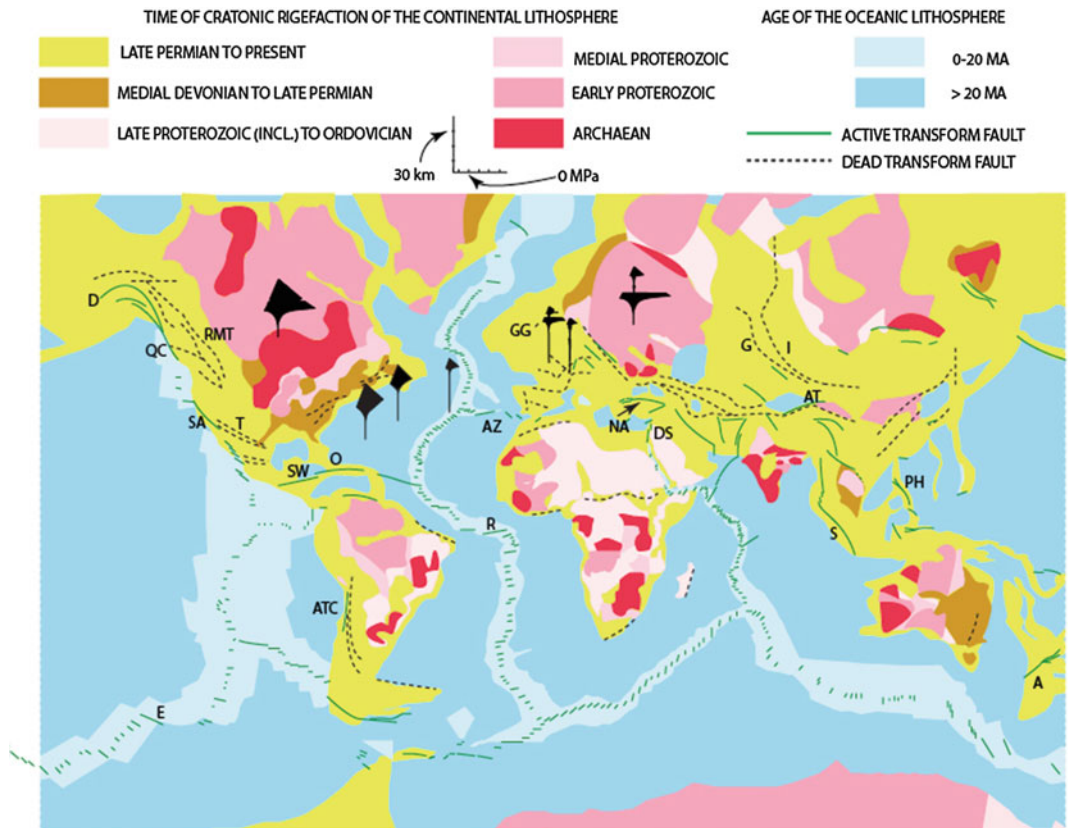 TIME OF CRATONIC RIGEFACTION OF THE CONTINENTAL LITHOSPHERE
AGE OF THE OCEANIC LITHOSPHERE
LATE PERMIAN TO PRESENT
MEDIAL PROTEROZOIC
0-20 MA
MEDIAL DEVONIAN TO LATE PERMIAN
EARLY PROTEROZOIC
> 20 MA
LATE PROTEROZOIC (INCL.) TO ORDOVICIAN
ARCHAEAN
ACTIVE TRANSFORM FAULT
DEAD TRANSFORM FAULT
30 km
0 MPa
D
QC
RMT
GG
G
I
SA
T
AZ
NA
DS
AT
SW
O
PH
R
S
ATC
A
E